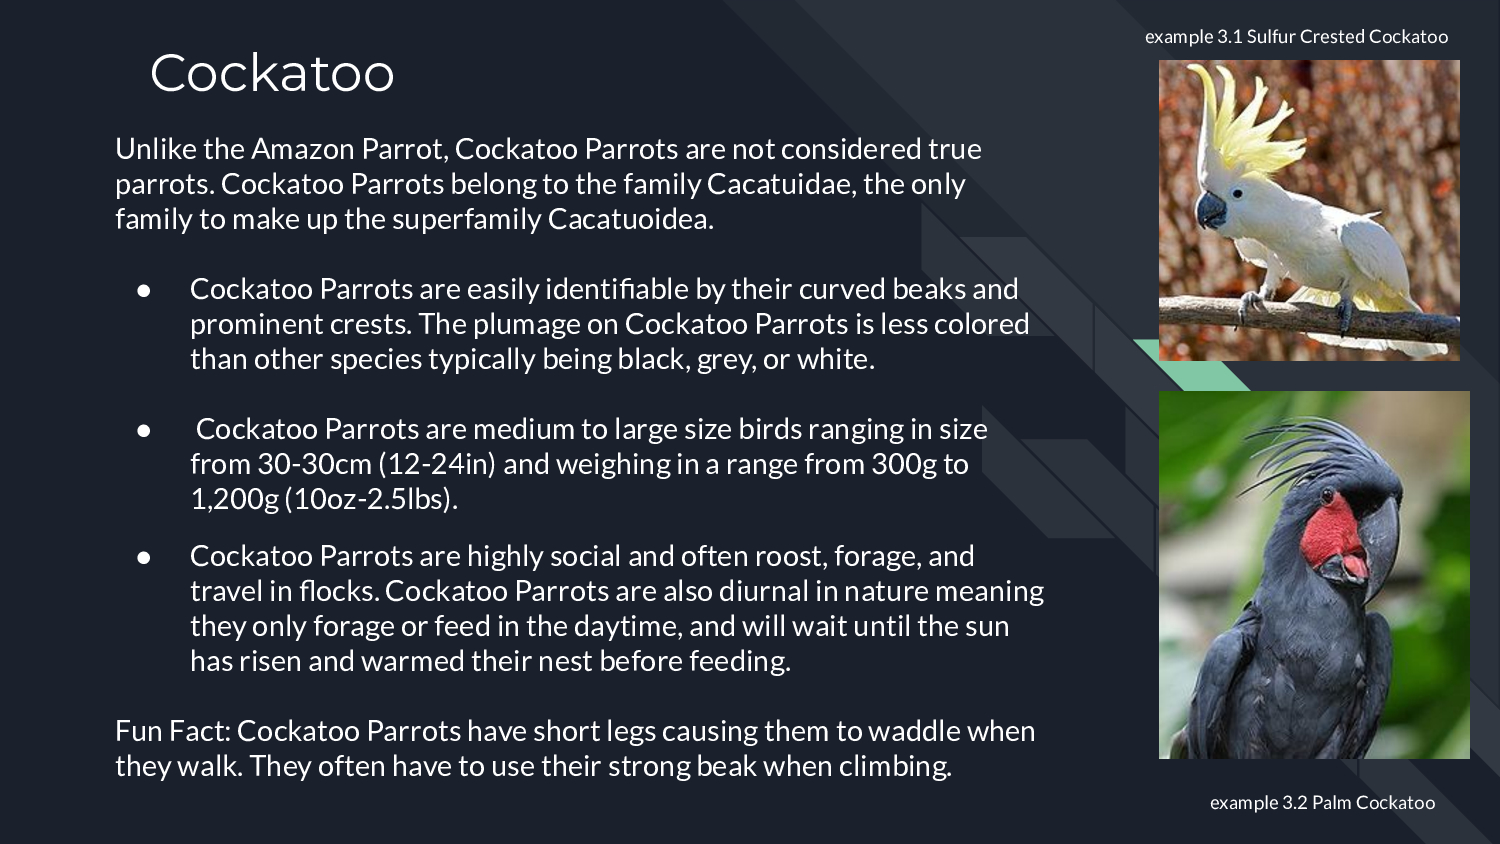 example 3.1 Sulfur Crested Cockatoo
Cockatoo
Unlike the Amazon Parrot, Cockatoo Parrots are not considered true
parrots. Cockatoo Parrots belong to the family Cacatuidae, the only
family to make up the superfamily Cacatuoidea.
● Cockatoo Parrots are easily identifiable by their curved beaks and
prominent crests. The plumage on Cockatoo Parrots is less colored
than other species typically being black, grey, or white.
● Cockatoo Parrots are medium to large size birds ranging in size
from 30-30cm (12-24in) and weighing in a range from 300g to
1,200g (10oz-2.5lbs).
● Cockatoo Parrots are highly social and often roost, forage, and
travel in flocks. Cockatoo Parrots are also diurnal in nature meaning
they only forage or feed in the daytime, and will wait until the sun
has risen and warmed their nest before feeding.
Fun Fact: Cockatoo Parrots have short legs causing them to waddle when
they walk. They often have to use their strong beak when climbing.
example 3.2 Palm Cockatoo